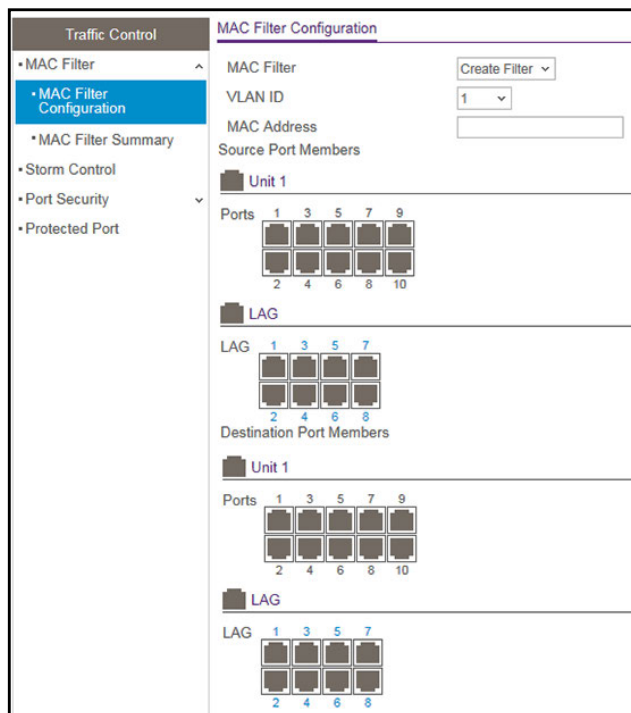 Traffic Control
MAC Filter
MAC Filter
Configuration
MAC Filter Summary
Storm Control
Port Security
Protected Port
MAC Filter Configuration
MAC Filter Create Filter
VLAN ID 1
MAC Address
Source Port Members
Unit 1
Ports 1 3 5 7 9
2 4 6 8 10
LAG
LAG 1 3 5 7
2 4 6 8
Destination Port Members
Unit 1
Ports 1 3 5 7 9
2 4 6 8 10
LAG
LAG 1 3 5 7
2 4 6 8